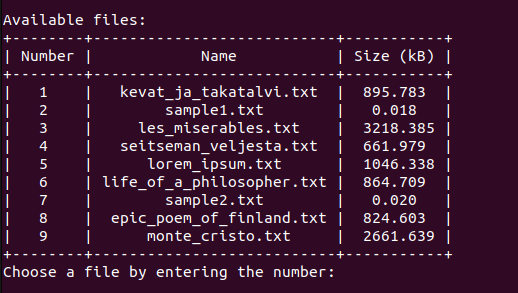 Available files:
+--------+---------------------------+-----------+
| Number |            Name           | Size (kB) |
+--------+---------------------------+-----------+
|   1    |   kevat_ja_takatalvi.txt  |  895.783  |
|   2    |        sample1.txt        |   0.018   |
|   3    |     les_miserables.txt    |  3218.385 |
|   4    |   seitseman_veljesta.txt  |  661.979  |
|   5    |      lorem_ipsum.txt      |  1046.338 |
|   6    | life_of_a_philosopher.txt |  864.709  |
|   7    |        sample2.txt        |   0.020   |
|   8    |  epic_poem_of_finland.txt |  824.603  |
|   9    |      monte_cristo.txt     |  2661.639 |
+--------+---------------------------+-----------+
Choose a file by entering the number: